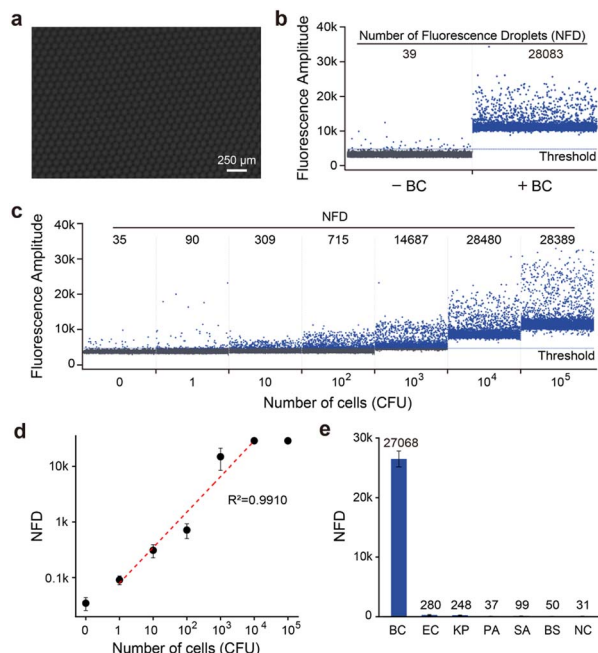 a
250 μm
b
Number of Fluorescence Droplets (NFD)
39 28083
Fluorescence Amplitude
40k
30k
20k
10k
0
Threshold
− BC + BC
c
NFD
35 90 309 715 14687 28480 28389
Fluorescence Amplitude
40k
30k
20k
10k
0
Threshold
0 1 10 10² 10³ 10⁴ 10⁵
Number of cells (CFU)
d
NFD
10k
1k
0.1k
R²=0.9910
0 1 10 10² 10³ 10⁴ 10⁵
Number of cells (CFU)
e
NFD
30k
20k
10k
0
27068 280 248 37 99 50 31
BC EC KP PA SA BS NC